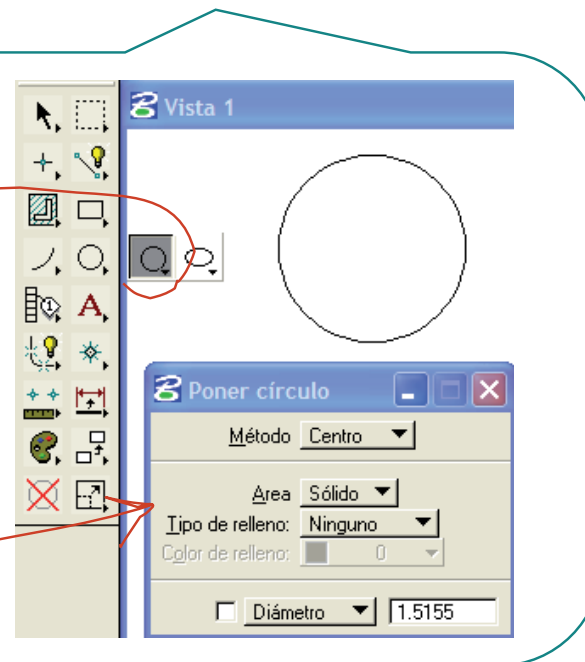 Vista 1
1
A
Poner círculo
Método Centro
Area Sólido
Tipo de relleno: Ninguno
Color de relleno: 0
Diámetro 1.5155